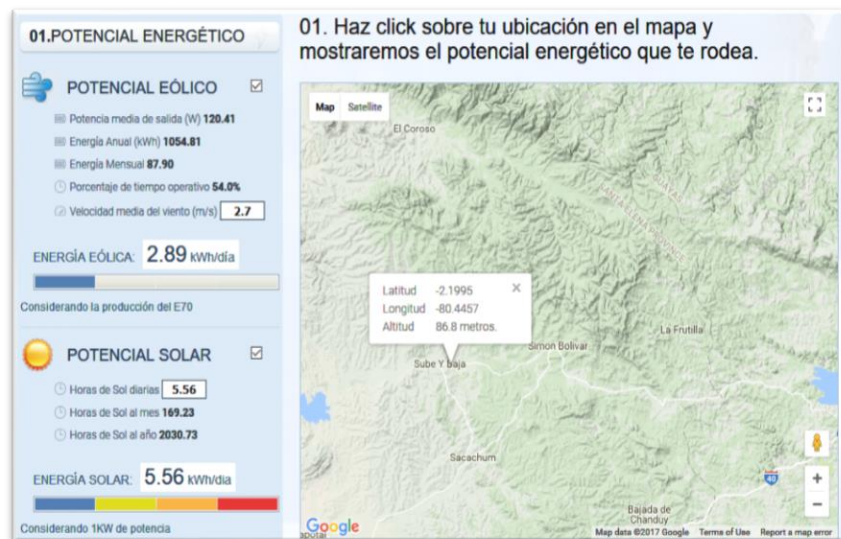 01.POTENCIAL ENERGÉTICO
POTENCIAL EÓLICO
Potencia media de salida (W) 120.41
Energía Anual (kWh) 1054.81
Energía Mensual 87.90
Porcentaje de tiempo operativo 54.0%
Velocidad media del viento (m/s) 2.7
ENERGÍA EÓLICA: 2.89 kWh/día
Considerando la producción del E70
POTENCIAL SOLAR
Horas de Sol diarias 5.56
Horas de Sol al mes 169.23
Horas de Sol al año 2030.73
ENERGÍA SOLAR: 5.56 kWh/dia
Considerando 1KW de potencia
01. Haz click sobre tu ubicación en el mapa y
mostraremos el potencial energético que te rodea.
Map Satellite
El Coroso
Latitud -2.1995
Longitud -80.4457
Altitud 86.8 metros.
La Frutilla
Simon Bolivar
Sube Y baja
Sacachum
40
Bajada de
Chanduy
Google
Map data ©2017 Google Terms of Use Report a map error